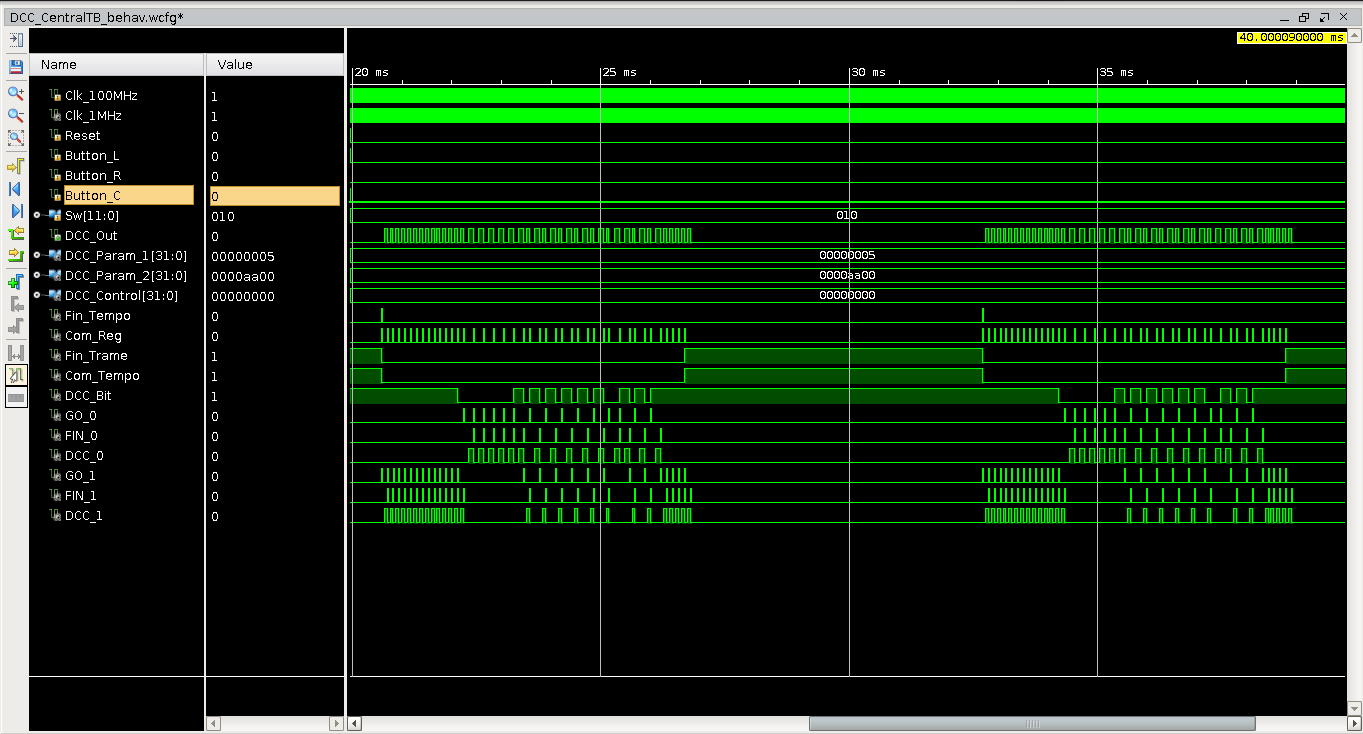 DCC_CentralTB_behav.wcfg*
40.000090000 ms
Name Value
20 ms 25 ms 30 ms 35 ms
Clk_100MHz 1
Clk_1MHz 1
Reset 0
Button_L 0
Button_R 0
Button_C 0
Sw[11:0] 010 010
DCC_Out 0
DCC_Param_1[31:0] 00000005 00000005
DCC_Param_2[31:0] 0000aa00 0000aa00
DCC_Control[31:0] 00000000 00000000
Fin_Tempo 0
Com_Reg 0
Fin_Trame 1
Com_Tempo 1
DCC_Bit 1
GO_0 0
FIN_0 0
DCC_0 0
GO_1 0
FIN_1 0
DCC_1 0